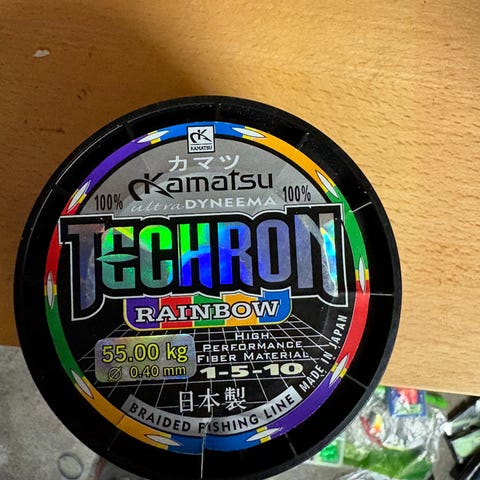 KAMATSU
カマツ
Kamatsu
100% ultra DYNEEMA 100%
TECHRON
RAINBOW
55.00 kg
Ø 0.40 mm
HIGH
PERFORMANCE
FIBER MATERIAL
1-5-10
日本製
MADE IN JAPAN
BRAIDED FISHING LINE